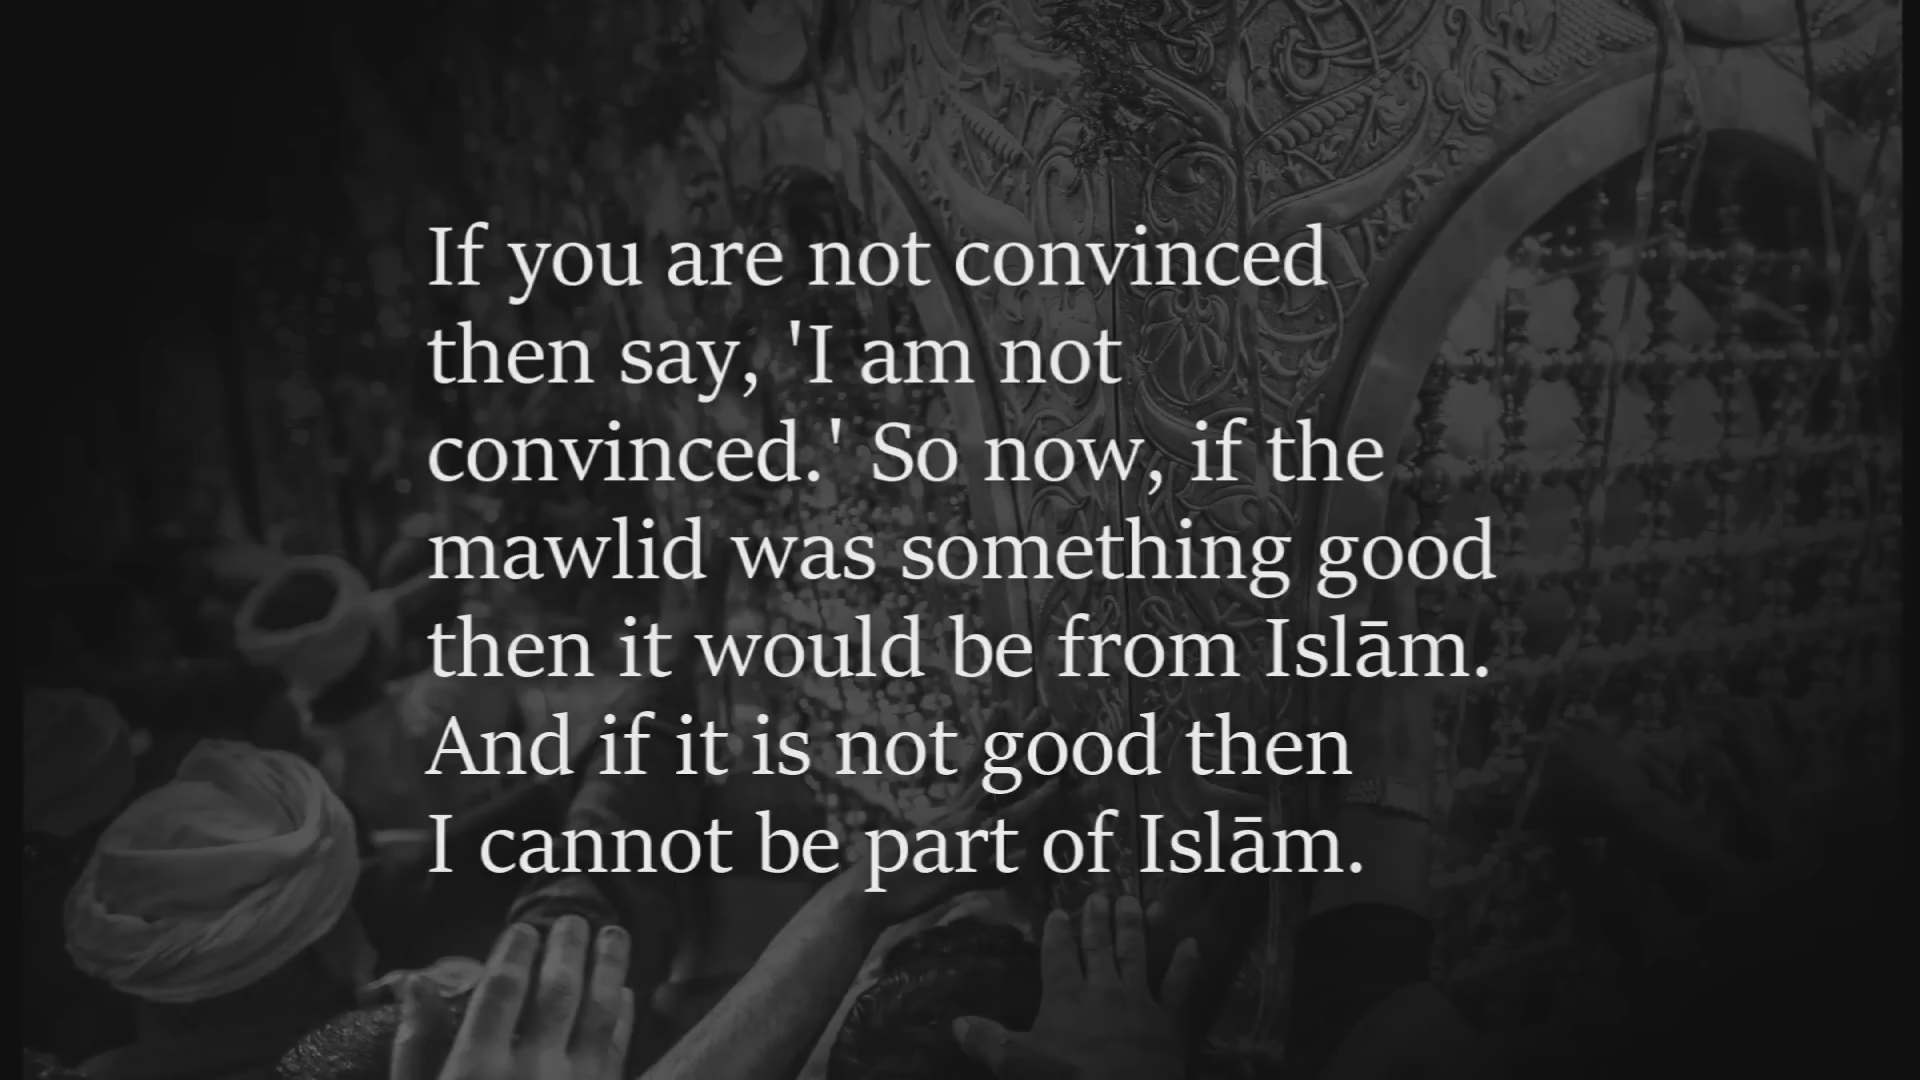 If you are not convinced
then say, 'I am not
convinced.' So now, if the
mawlid was something good
then it would be from Islām.
And if it is not good then
I cannot be part of Islām.